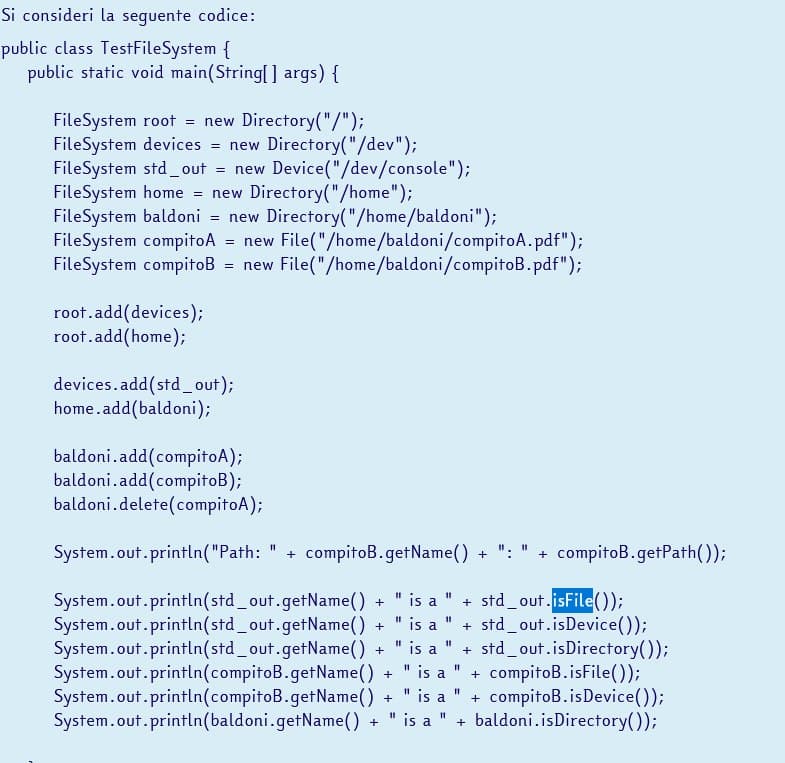 Si consideri la seguente codice:
public class TestFileSystem {
public static void main(String[] args) {
FileSystem root = new Directory("/");
FileSystem devices = new Directory("/dev");
FileSystem std_out = new Device("/dev/console");
FileSystem home = new Directory("/home");
FileSystem baldoni = new Directory("/home/baldoni");
FileSystem compitoA = new File("/home/baldoni/compitoA.pdf");
FileSystem compitoB = new File("/home/baldoni/compitoB.pdf");
root.add(devices);
root.add(home);
devices.add(std_out);
home.add(baldoni);
baldoni.add(compitoA);
baldoni.add(compitoB);
baldoni.delete(compitoA);
System.out.println("Path: " + compitoB.getName() + ": " + compitoB.getPath());
System.out.println(std_out.getName() + " is a " + std_out.isFile());
System.out.println(std_out.getName() + " is a " + std_out.isDevice());
System.out.println(std_out.getName() + " is a " + std_out.isDirectory());
System.out.println(compitoB.getName() + " is a " + compitoB.isFile());
System.out.println(compitoB.getName() + " is a " + compitoB.isDevice());
System.out.println(baldoni.getName() + " is a " + baldoni.isDirectory());